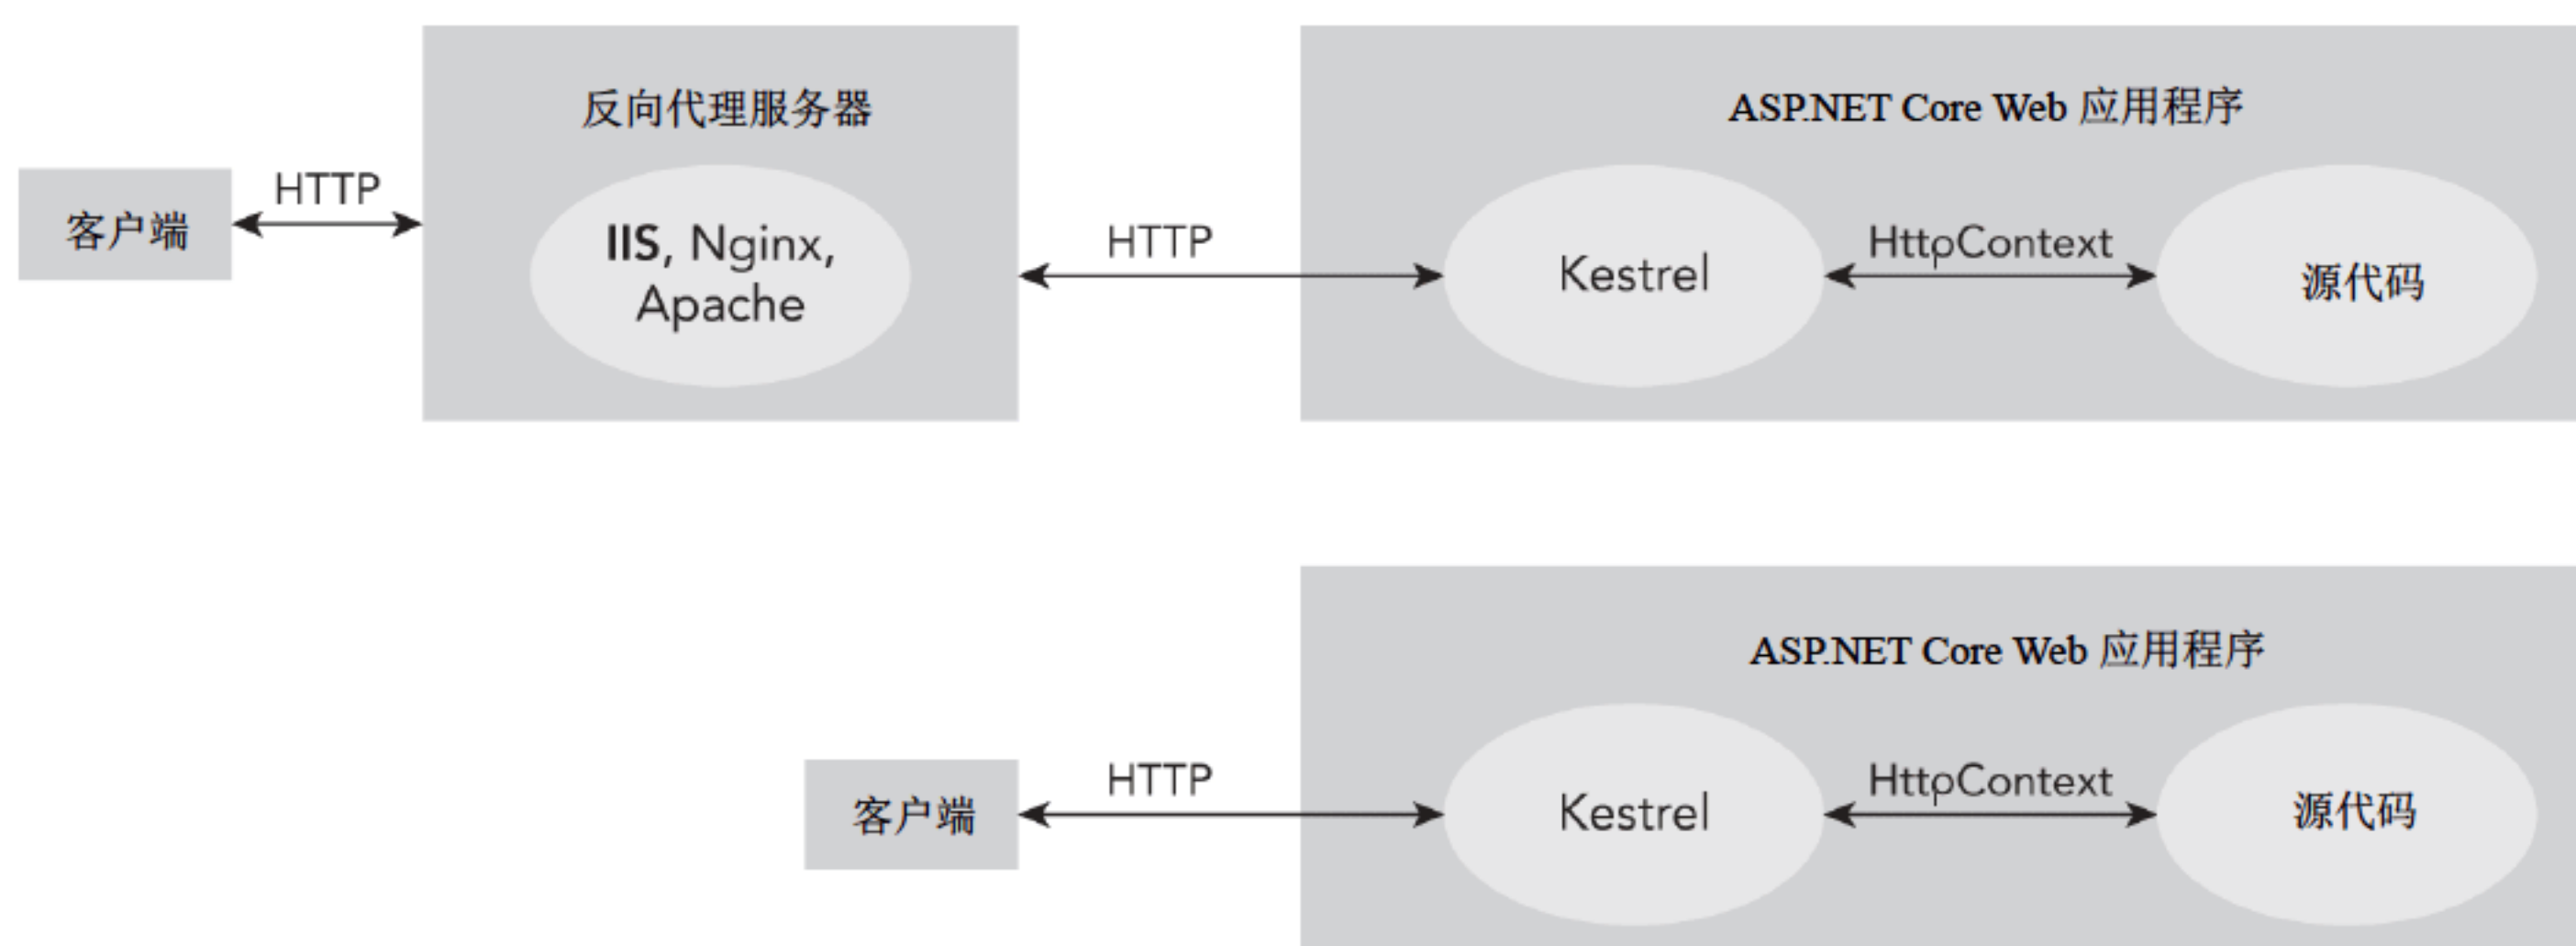 反向代理服务器
ASP.NET Core Web 应用程序
客户端
HTTP
IIS, Nginx,
Apache
HTTP
Kestrel
HttpContext
源代码
ASP.NET Core Web 应用程序
客户端
HTTP
Kestrel
HttpContext
源代码